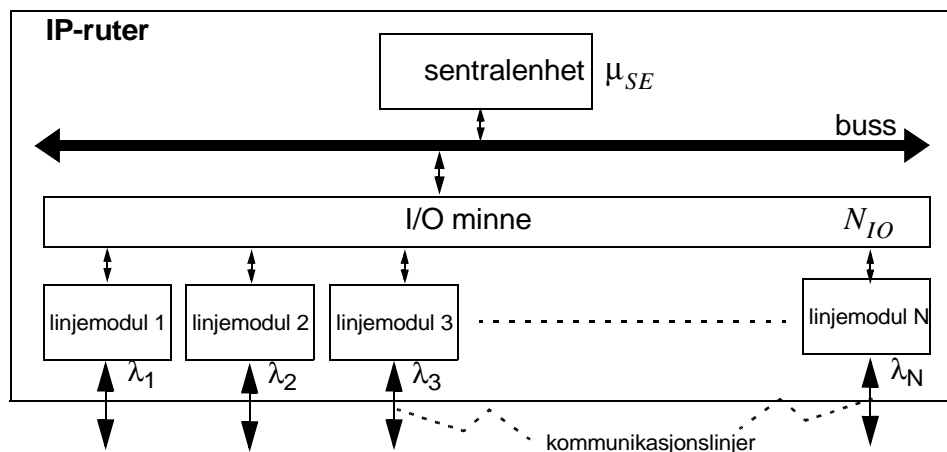 IP-ruter
sentralenhet μSE
buss
I/O minne NIO
linjemodul 1 linjemodul 2 linjemodul 3 linjemodul N
λ1 λ2 λ3 λN
kommunikasjonslinjer